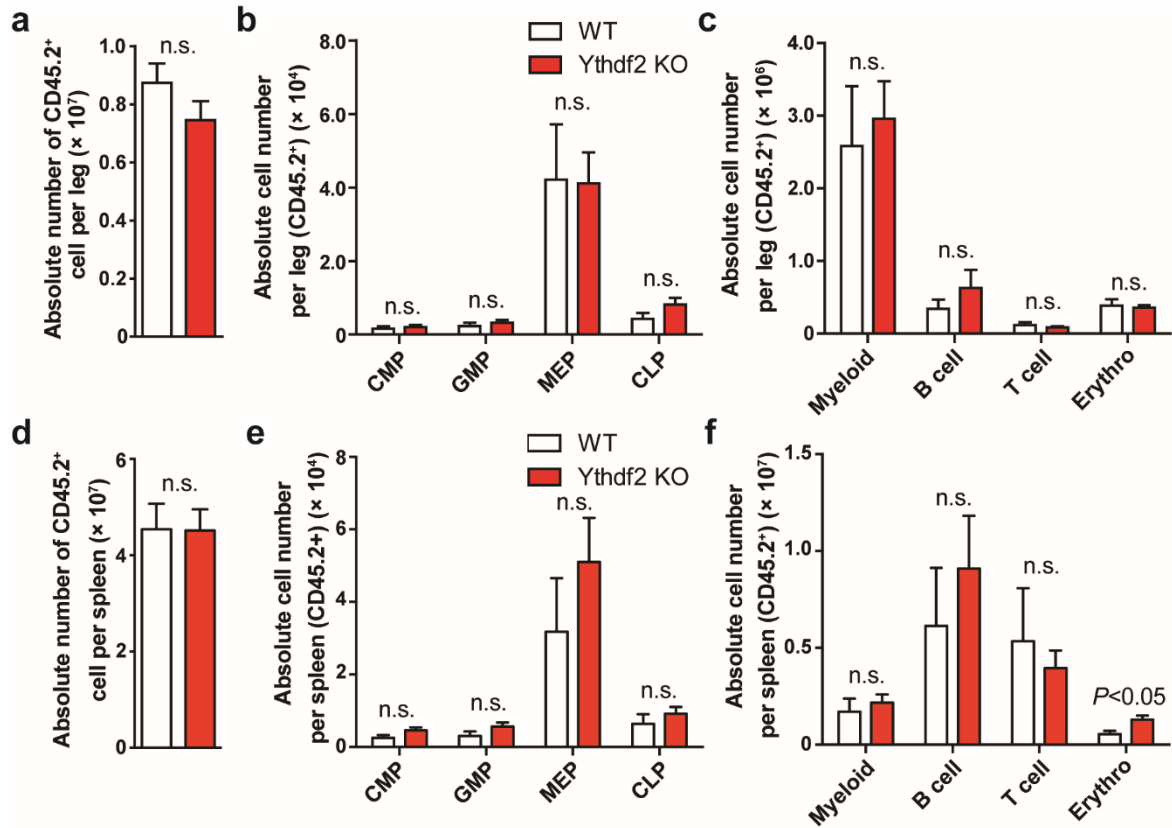 a
Absolute number of CD45.2⁺
cell per leg (× 10⁷)
1.0
0.8
0.6
0.4
0.2
0
n.s.
b
WT
Ythdf2 KO
Absolute cell number
per leg (CD45.2⁺) (× 10⁴)
8.0
6.0
4.0
2.0
0
n.s.
n.s.
n.s.
n.s.
CMP
GMP
MEP
CLP
c
Absolute cell number
per leg (CD45.2⁺) (× 10⁶)
4.0
3.0
2.0
1.0
0
n.s.
n.s.
n.s.
n.s.
Myeloid
B cell
T cell
Erythro
d
Absolute number of CD45.2⁺
cell per spleen (× 10⁷)
6
4
2
0
n.s.
e
WT
Ythdf2 KO
Absolute cell number
per spleen (CD45.2+) (× 10⁴)
8
6
4
2
0
n.s.
n.s.
n.s.
n.s.
CMP
GMP
MEP
CLP
f
Absolute cell number
per spleen (CD45.2⁺) (× 10⁷)
1.5
1.0
0.5
0
n.s.
n.s.
n.s.
P<0.05
Myeloid
B cell
T cell
Erythro